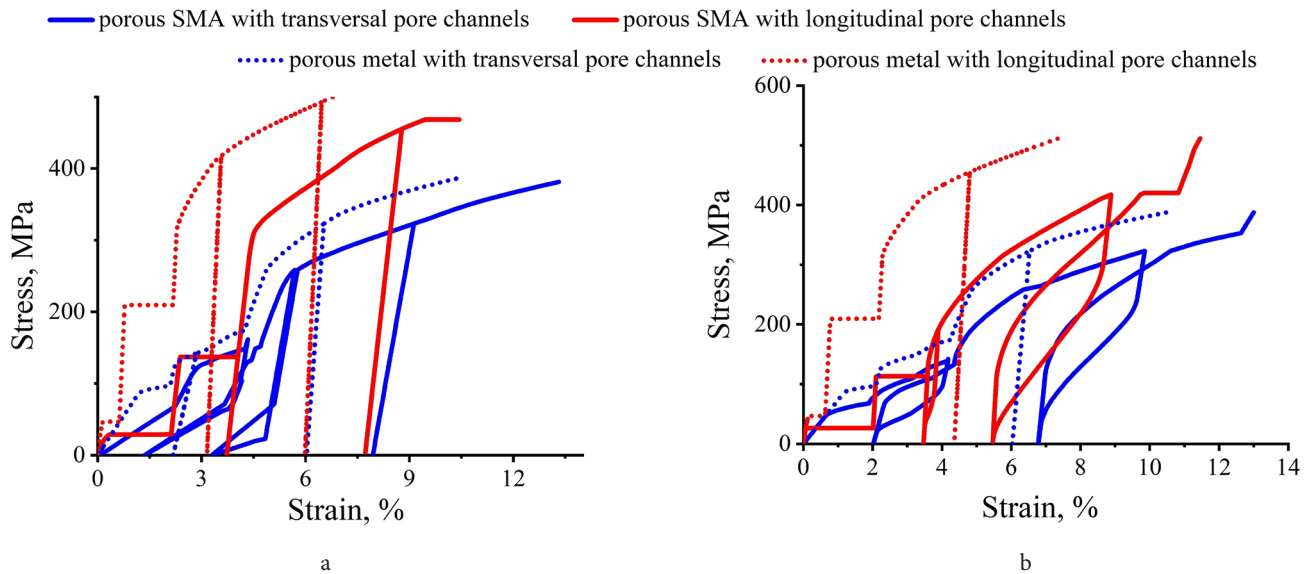 porous SMA with transversal pore channels porous SMA with longitudinal pore channels
porous metal with transversal pore channels porous metal with longitudinal pore channels
Stress, MPa
400
200
0
0 3 6 9 12
Strain, %
a
Stress, MPa
600
400
200
0
0 2 4 6 8 10 12 14
Strain, %
b